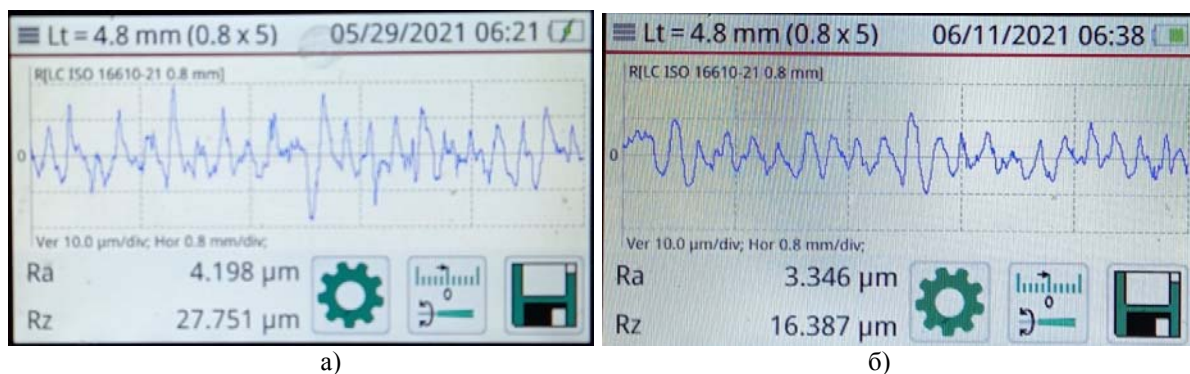 Lt = 4.8 mm (0.8 x 5) 05/29/2021 06:21
R[LC ISO 16610-21 0.8 mm]
0
Ver 10.0 µm/div; Hor 0.8 mm/div;
Ra 4.198 µm
0
Rz 27.751 µm
а)
Lt = 4.8 mm (0.8 x 5) 06/11/2021 06:38
R[LC ISO 16610-21 0.8 mm]
0
Ver 10.0 µm/div; Hor 0.8 mm/div;
Ra 3.346 µm
0
Rz 16.387 µm
б)